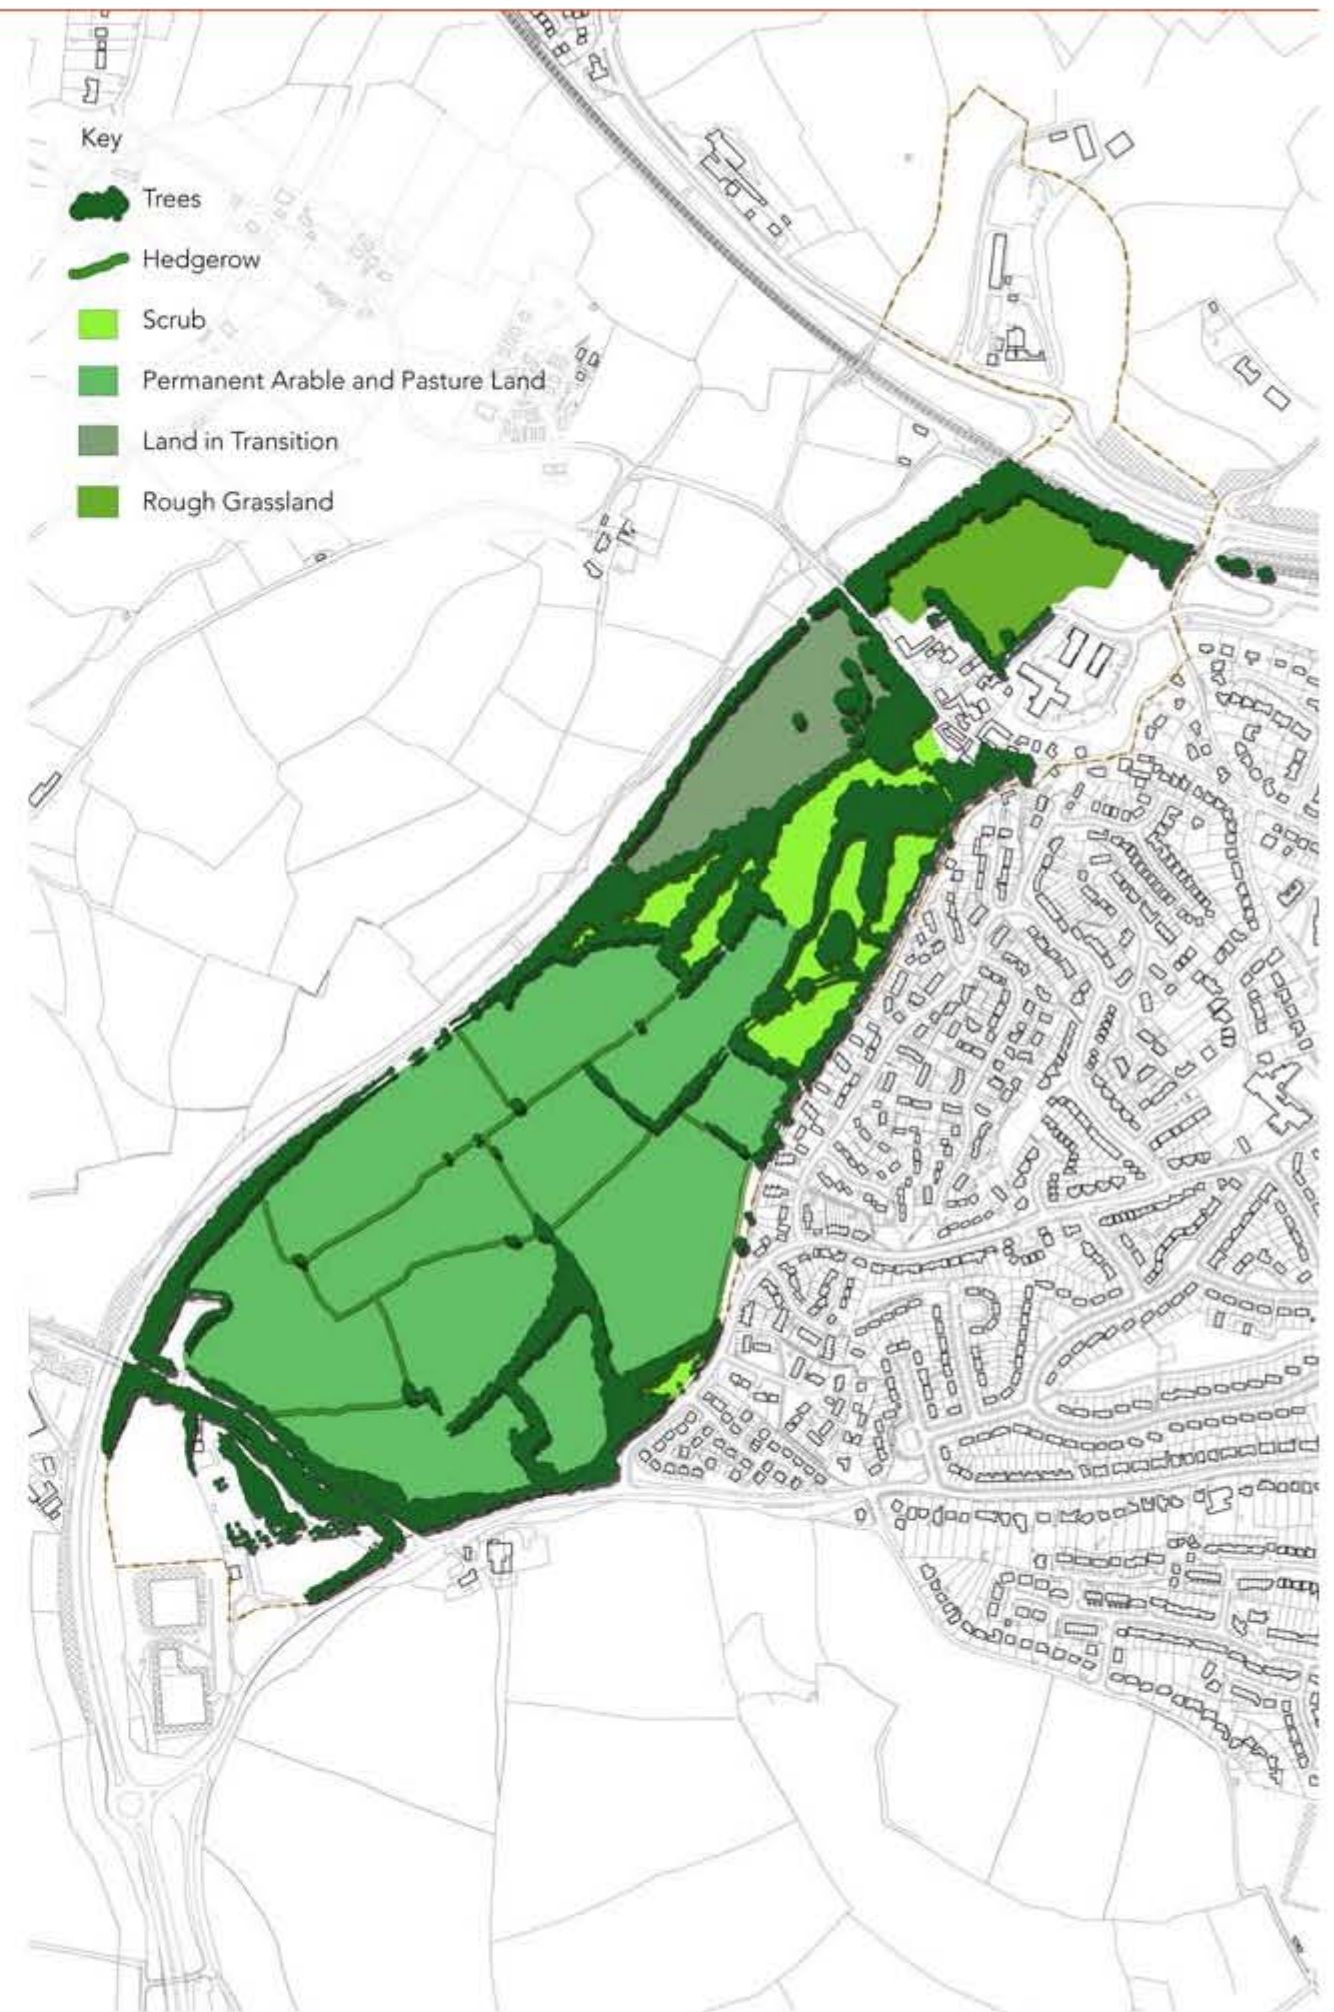 Key
Trees
Hedgerow
Scrub
Permanent Arable and Pasture Land
Land in Transition
Rough Grassland